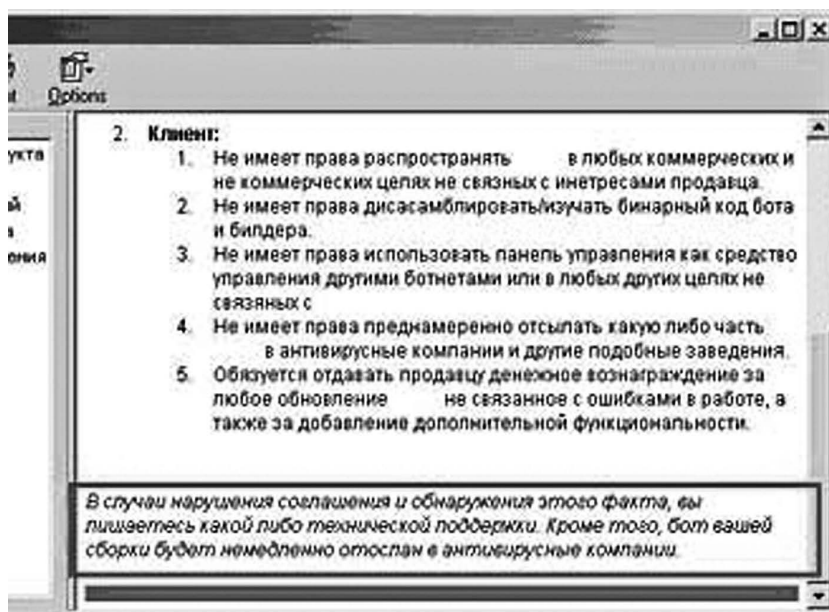 Options
укта
ения
2. Клиент:
1. Не имеет права распространять в любых коммерческих и
не коммерческих целях не связных с инетресами продавца.
2. Не имеет права дисасамблировать/изучать бинарный код бота
и билдера.
3. Не имеет права использовать панель управления как средство
управления другими ботнетами или в любых других целях не
связяных с
4. Не имеет права преднамеренно отсылать какую либо часть
в антивирусные компании и другие подобные заведения.
5. Обязуется отдавать продавцу денежное вознаграждение за
любое обновление не связанное с ошибками в работе, а
также за добавление дополнительной функциональности.
В случаи нарушения соглашения и обнаружения этого факта, вы
лишаетесь какой либо технической поддержки. Кроме того, бот вашей
сборки будет немедленно отослан в антивирусные компании.